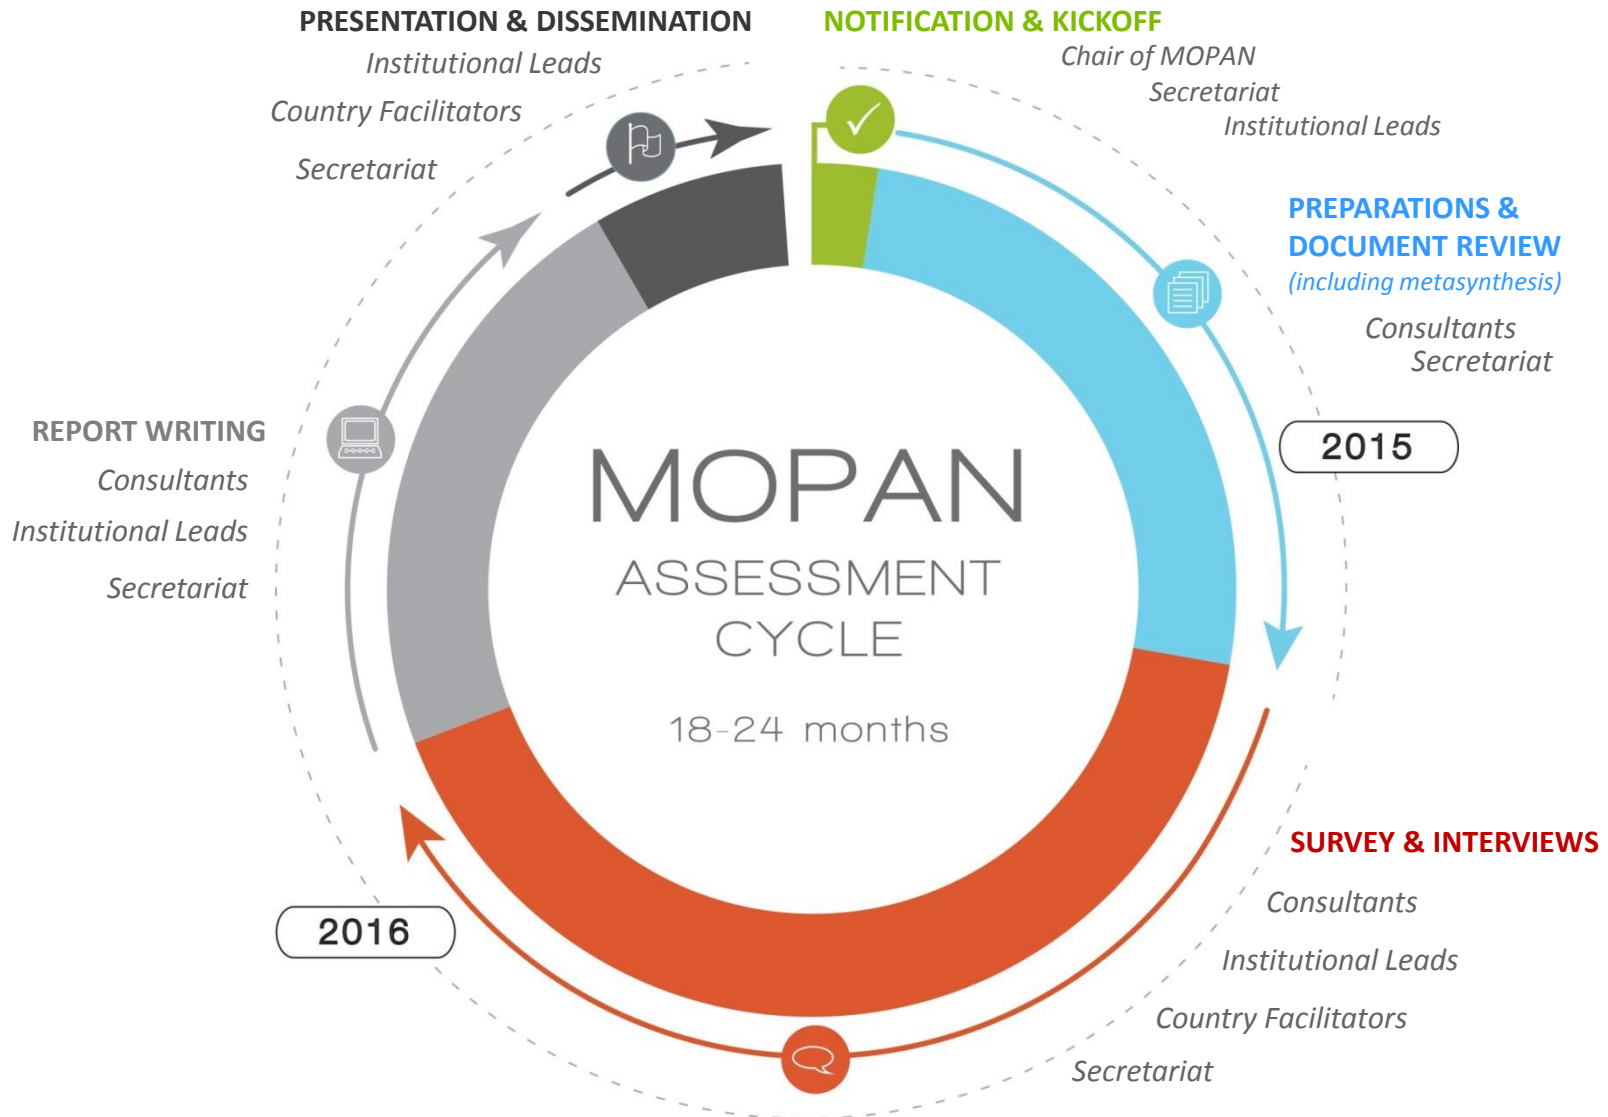 PRESENTATION & DISSEMINATION
Institutional Leads
Country Facilitators
Secretariat
NOTIFICATION & KICKOFF
Chair of MOPAN
Secretariat
Institutional Leads
PREPARATIONS &
DOCUMENT REVIEW
(including metasynthesis)
Consultants
Secretariat
2015
REPORT WRITING
Consultants
Institutional Leads
Secretariat
MOPAN
ASSESSMENT
CYCLE
18-24 months
SURVEY & INTERVIEWS
Consultants
Institutional Leads
Country Facilitators
Secretariat
2016